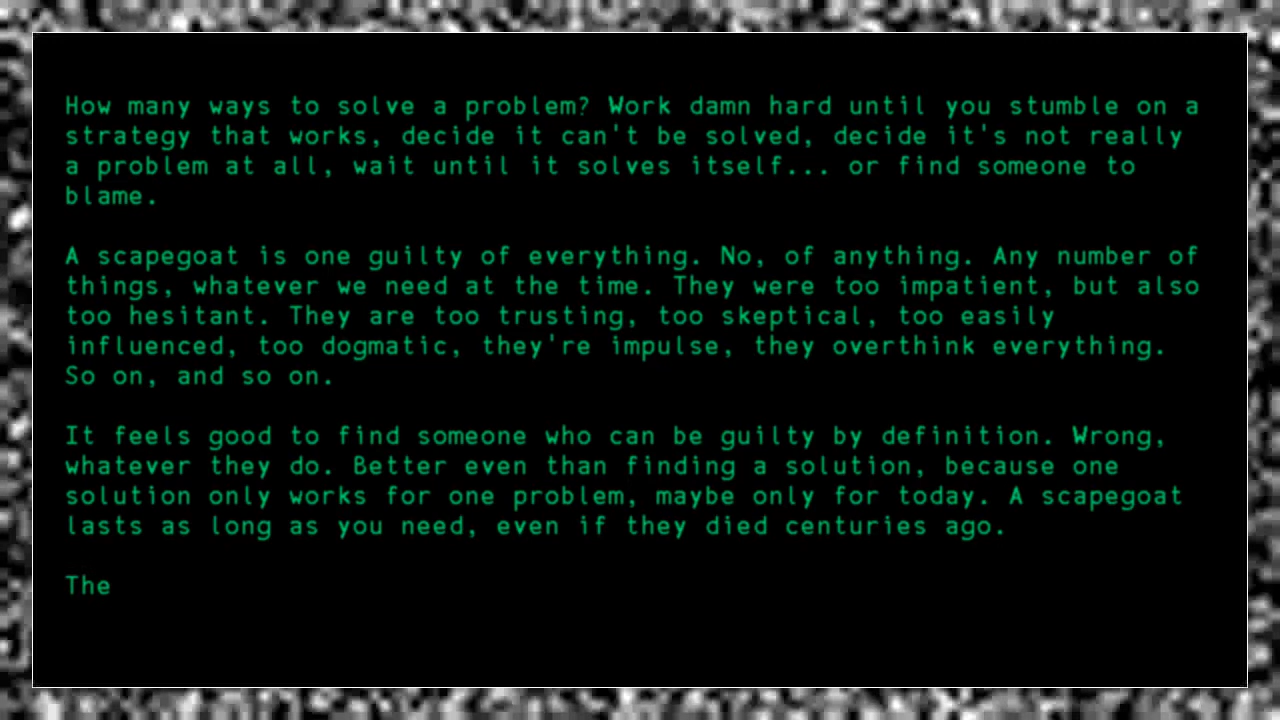 How many ways to solve a problem? Work damn hard until you stumble on a
strategy that works, decide it can't be solved, decide it's not really
a problem at all, wait until it solves itself... or find someone to
blame.
A scapegoat is one guilty of everything. No, of anything. Any number of
things, whatever we need at the time. They were too impatient, but also
too hesitant. They are too trusting, too skeptical, too easily
influenced, too dogmatic, they're impulse, they overthink everything.
So on, and so on.
It feels good to find someone who can be guilty by definition. Wrong,
whatever they do. Better even than finding a solution, because one
solution only works for one problem, maybe only for today. A scapegoat
lasts as long as you need, even if they died centuries ago.
The